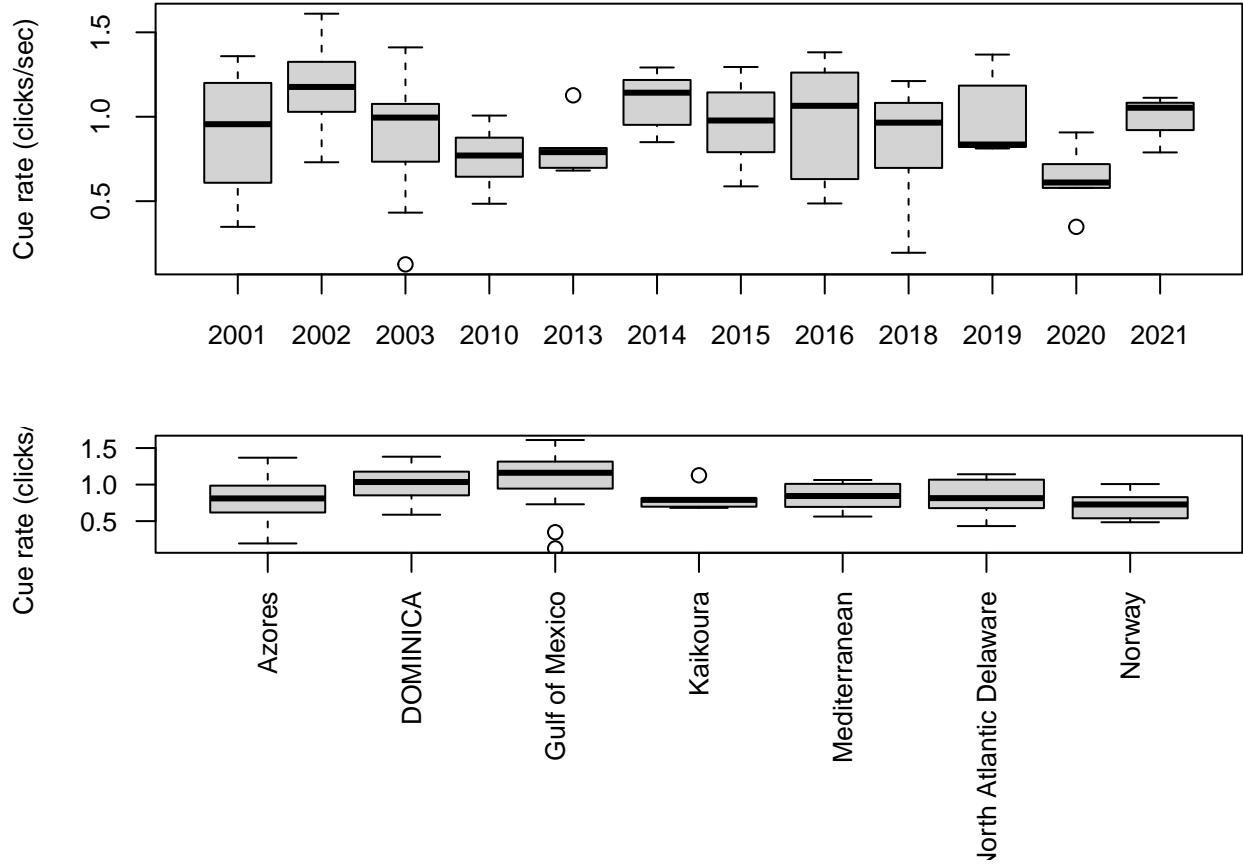 Cue rate (clicks/sec)
1.5
1.0
0.5
2001 2002 2003 2010 2013 2014 2015 2016 2018 2019 2020 2021
Cue rate (clicks/
1.5
1.0
0.5
Azores
DOMINICA
Gulf of Mexico
Kaikoura
Mediterranean
North Atlantic Delaware
Norway